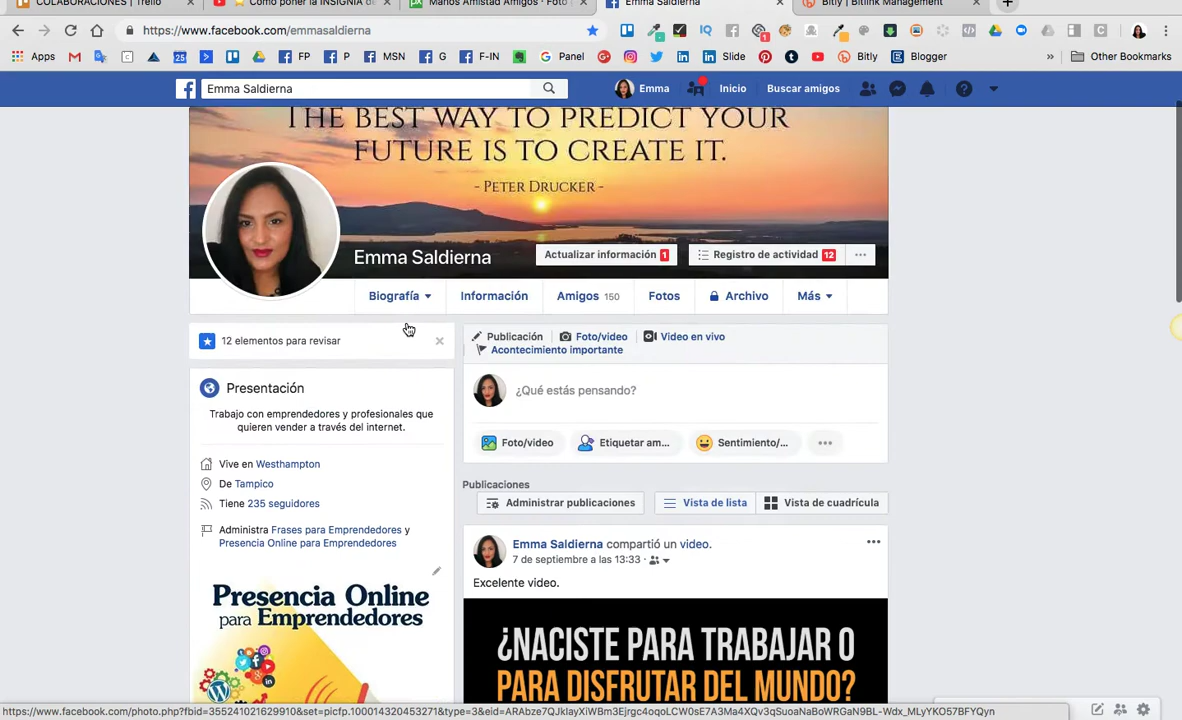 COLABORACIONES | Trello
Como poner la INSIGNIA de
Manos Amistad Amigos - Foto
Emma Saldierna
Bitly | Bitlink Management
https://www.facebook.com/emmasaldierna
Apps
FP
P
MSN
G
F-IN
Panel
Slide
Bitly
Blogger
Other Bookmarks
Emma Saldierna
Emma
Inicio
Buscar amigos
THE BEST WAY TO PREDICT YOUR
FUTURE IS TO CREATE IT.
- PETER DRUCKER -
Emma Saldierna
Actualizar información 1
Registro de actividad 12
Biografía
Información
Amigos 150
Fotos
Archivo
Más
12 elementos para revisar
Publicación
Foto/video
Video en vivo
Acontecimiento importante
Presentación
¿Qué estás pensando?
Trabajo con emprendedores y profesionales que
quieren vender a través del internet.
Foto/video
Etiquetar am...
Sentimiento/...
Vive en Westhampton
De Tampico
Tiene 235 seguidores
Administra Frases para Emprendedores y
Presencia Online para Emprendedores
Publicaciones
Administrar publicaciones
Vista de lista
Vista de cuadrícula
Emma Saldierna compartió un video.
7 de septiembre a las 13:33
Excelente video.
Presencia Online
para Emprendedores
¿NACISTE PARA TRABAJAR O
PARA DISFRUTAR DEL MUNDO?